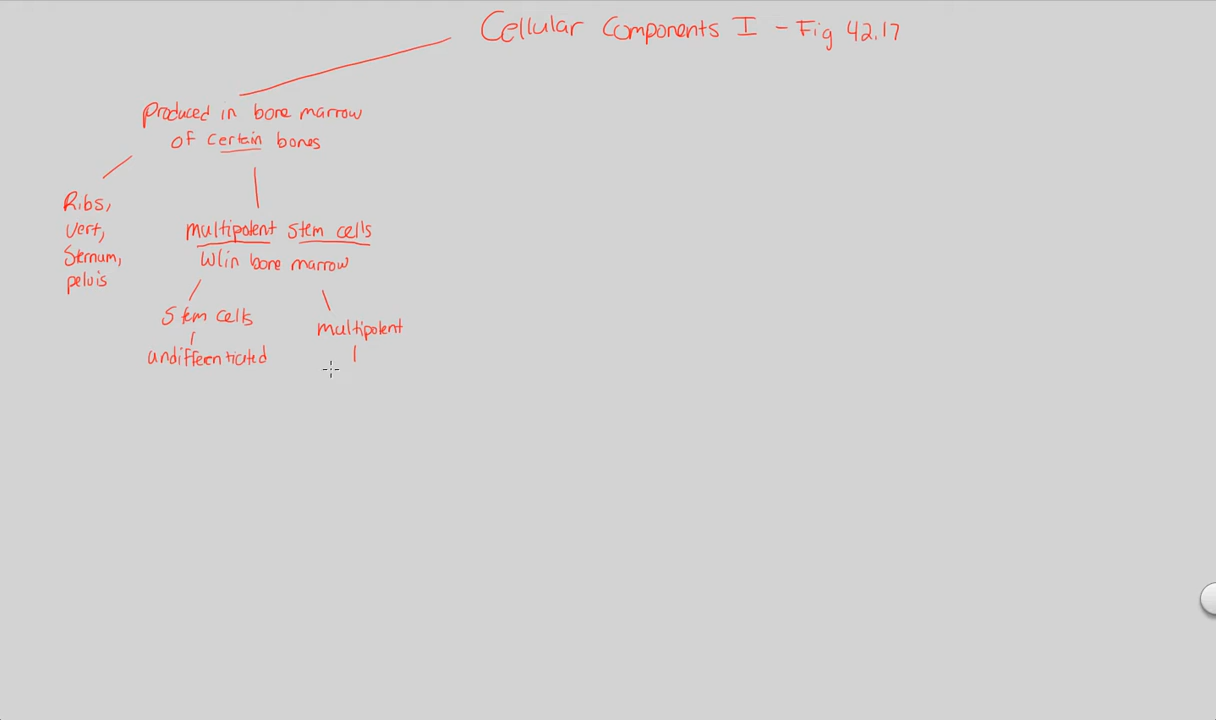 Cellular Components I - Fig 42.17
Produced in bone marrow
of certain bones
Ribs,
Vert,
Sternum,
pelvis
multipotent stem cells
w/in bone marrow
Stem cells
undifferentiated
multipotent